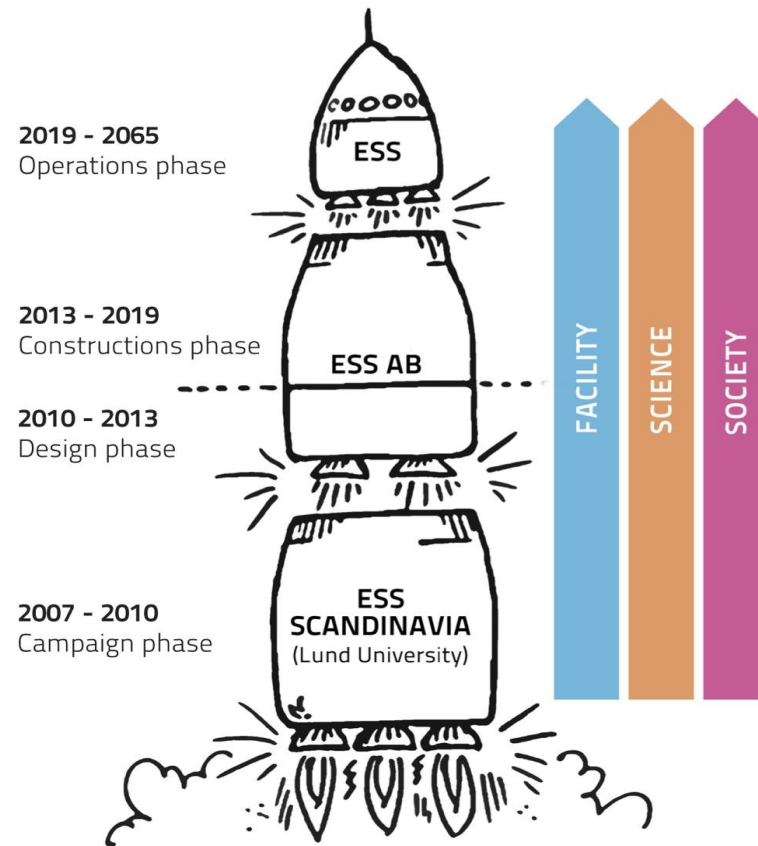 2019 - 2065
Operations phase
ESS
2013 - 2019
Constructions phase
ESS AB
2010 - 2013
Design phase
2007 - 2010
Campaign phase
ESS
SCANDINAVIA
(Lund University)
FACILITY
SCIENCE
SOCIETY